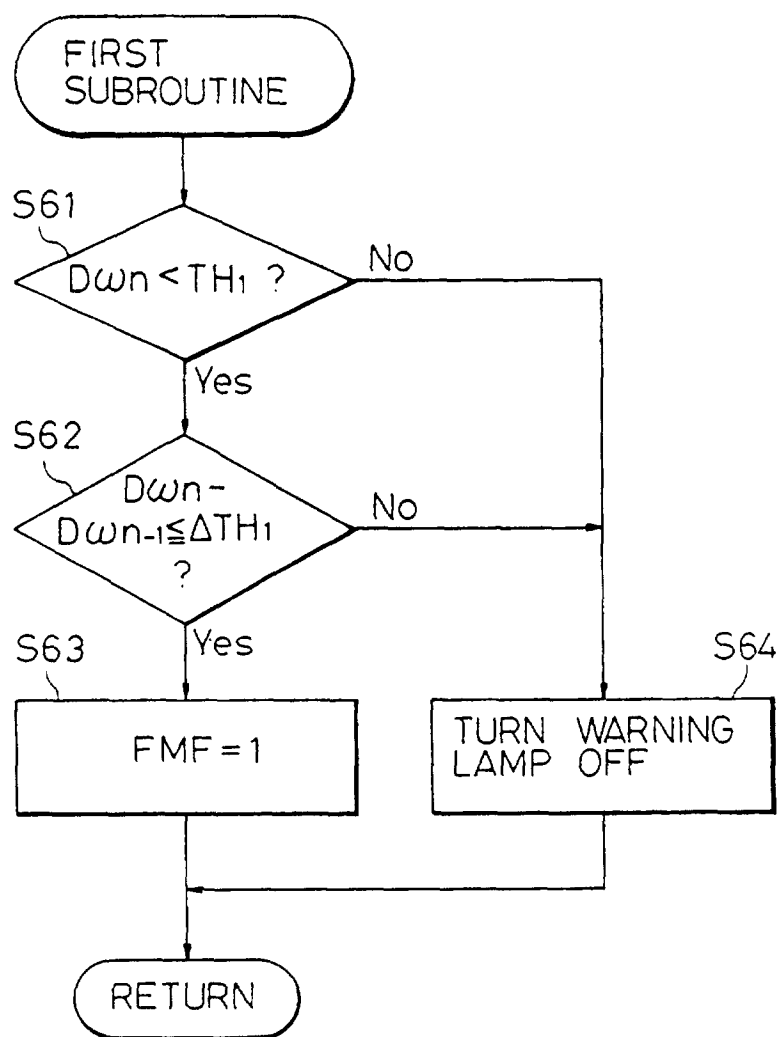 FIRST
SUBROUTINE
S61
Dωn < TH₁ ?
No
Yes
S62
Dωn-
Dωn-1≦ΔTH₁
?
No
Yes
S63
FMF = 1
S64
TURN WARNING
LAMP OFF
RETURN